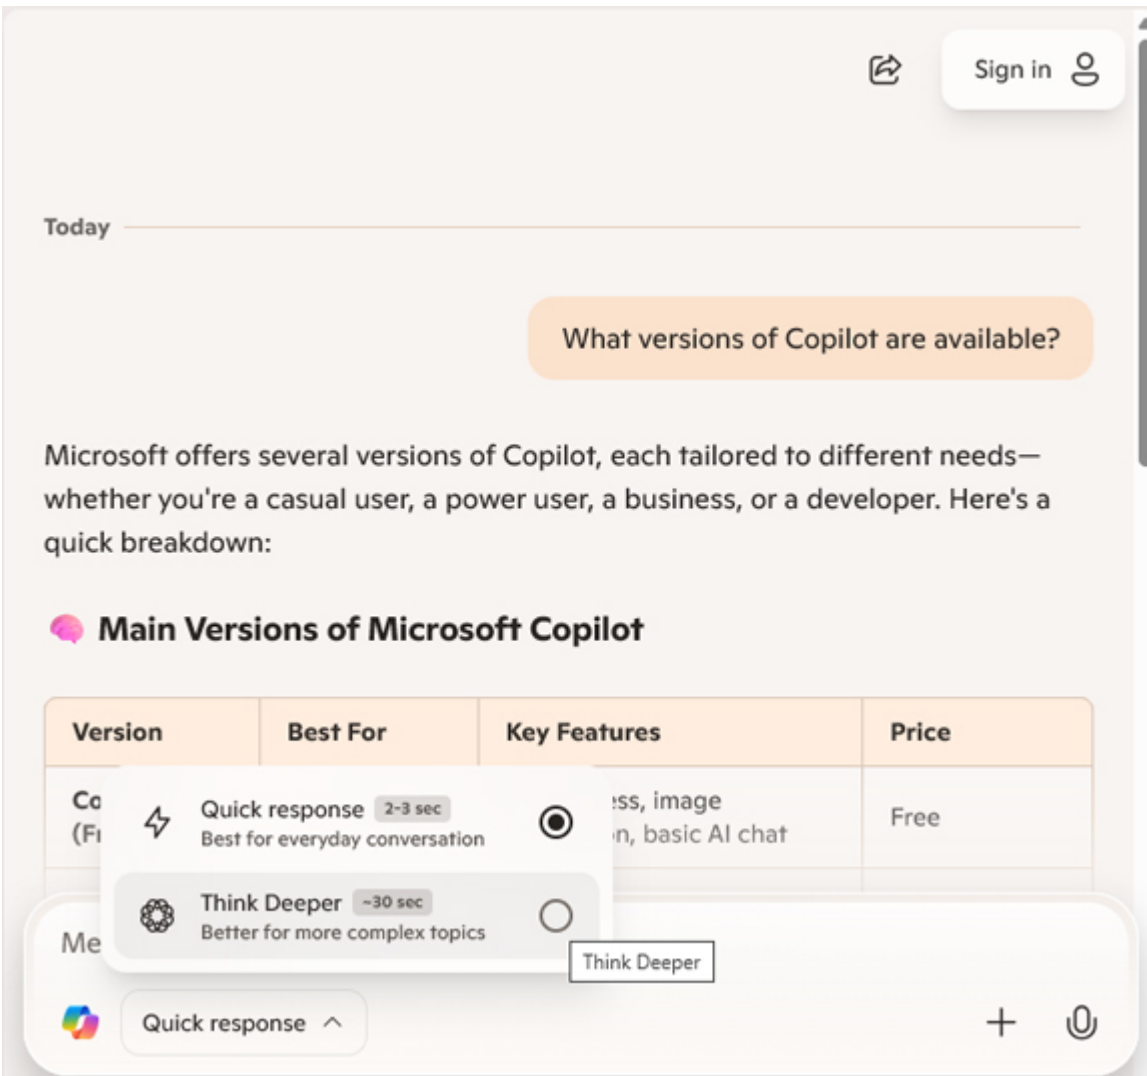 Sign in
Today
What versions of Copilot are available?
Microsoft offers several versions of Copilot, each tailored to different needs—
whether you're a casual user, a power user, a business, or a developer. Here's a
quick breakdown:
Main Versions of Microsoft Copilot
Version Best For Key Features Price
image
basic AI chat
Free
Quick response 2-3 sec
Best for everyday conversation
Think Deeper ~30 sec
Better for more complex topics
Think Deeper
Quick response